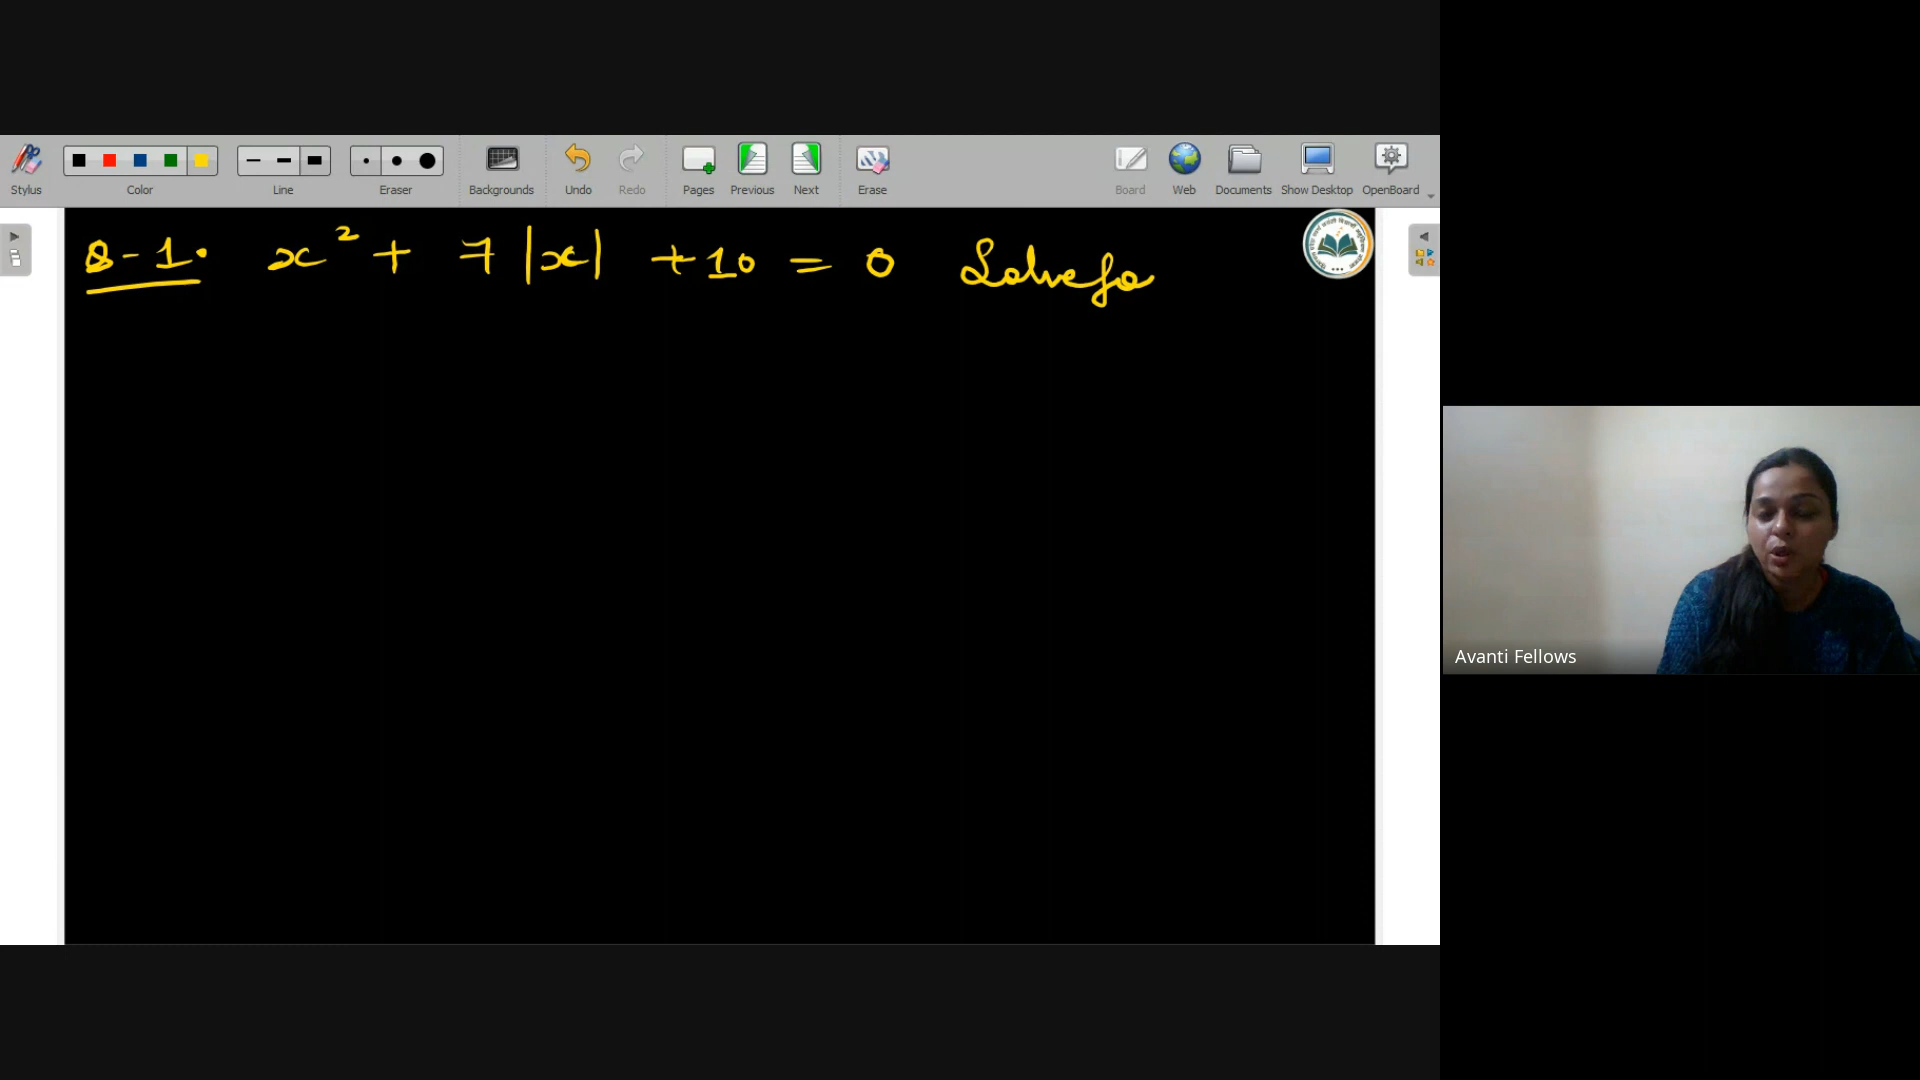 Stylus Color Line Eraser Backgrounds Undo Redo Pages Previous Next Erase Board Web Documents Show Desktop OpenBoard
Q-1. x² + 7|x| + 10 = 0 Solve fo
Avanti Fellows